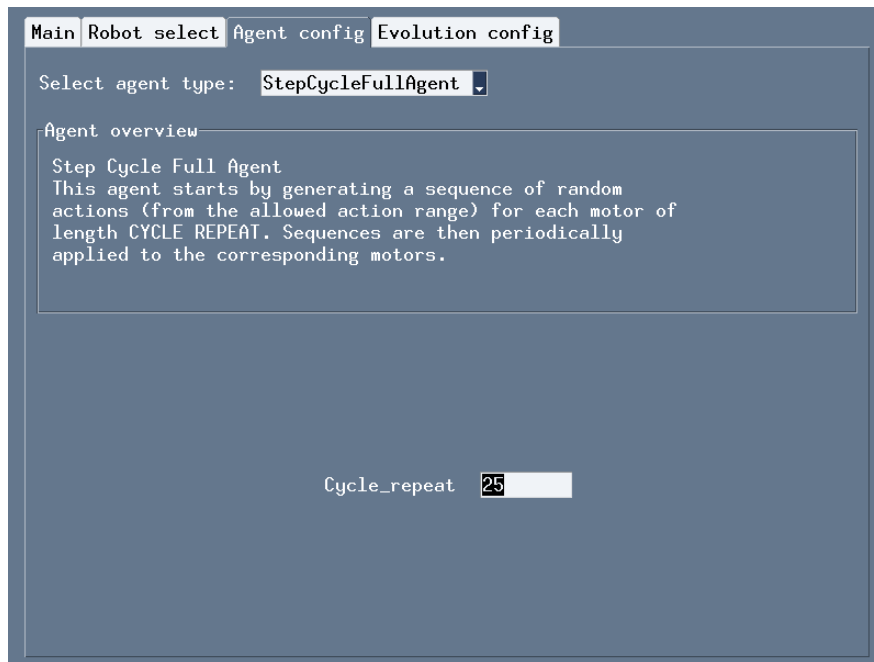 Main Robot select Agent config Evolution config
Select agent type: StepCycleFullAgent
Agent overview
Step Cycle Full Agent
This agent starts by generating a sequence of random
actions (from the allowed action range) for each motor of
length CYCLE REPEAT. Sequences are then periodically
applied to the corresponding motors.
Cycle_repeat 25